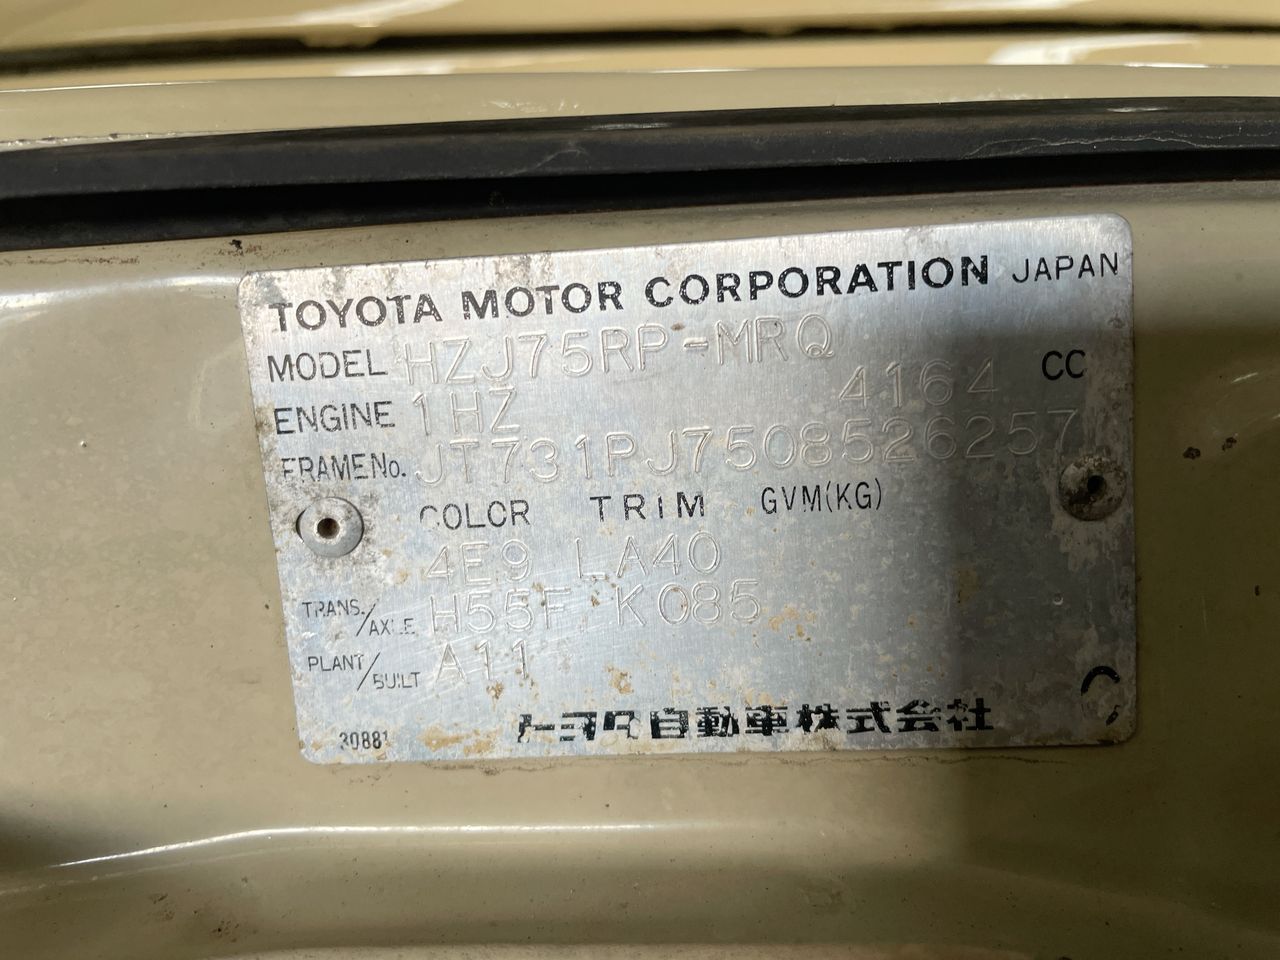 TOYOTA MOTOR CORPORATION JAPAN
MODEL HZJ75RP-MRQ
ENGINE 1HZ 4164 CC
FRAME No. JT731PJ7508526257
COLOR TRIM GVM(KG)
4E9 LA40
TRANS./AXLE H55F K085
PLANT/BUILT A11
トヨタ自動車株式会社